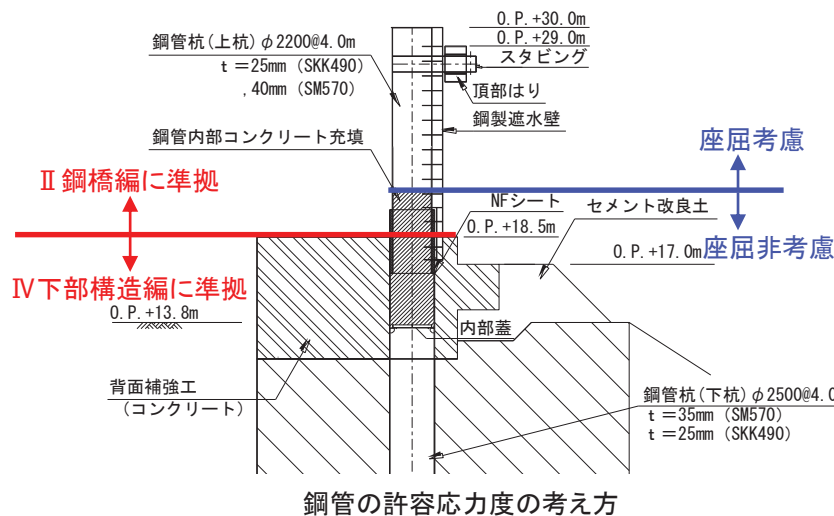 O.P.+30.0m
O.P.+29.0m
鋼管杭(上杭)φ2200@4.0m
t=25mm (SKK490)
,40mm (SM570)
スタビング
頂部はり
鋼管内部コンクリート充填
鋼製遮水壁
座屈考慮
Ⅱ鋼橋編に準拠
NFシート
セメント改良土
O.P.+18.5m
座屈非考慮
O.P.+17.0m
Ⅳ下部構造編に準拠
O.P.+13.8m
内部蓋
背面補強工
(コンクリート)
鋼管杭(下杭)φ2500@4.0
t=35mm (SM570)
t=25mm (SKK490)
鋼管の許容応力度の考え方